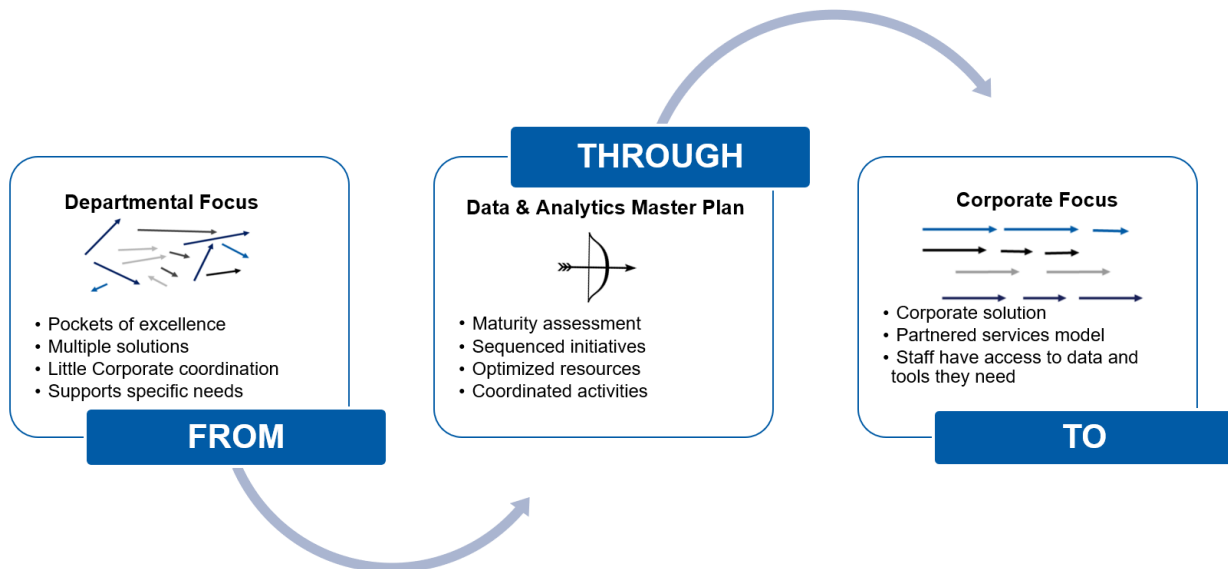 Departmental Focus
• Pockets of excellence
• Multiple solutions
• Little Corporate coordination
• Supports specific needs
FROM
THROUGH
Data & Analytics Master Plan
• Maturity assessment
• Sequenced initiatives
• Optimized resources
• Coordinated activities
Corporate Focus
• Corporate solution
• Partnered services model
• Staff have access to data and
tools they need
TO